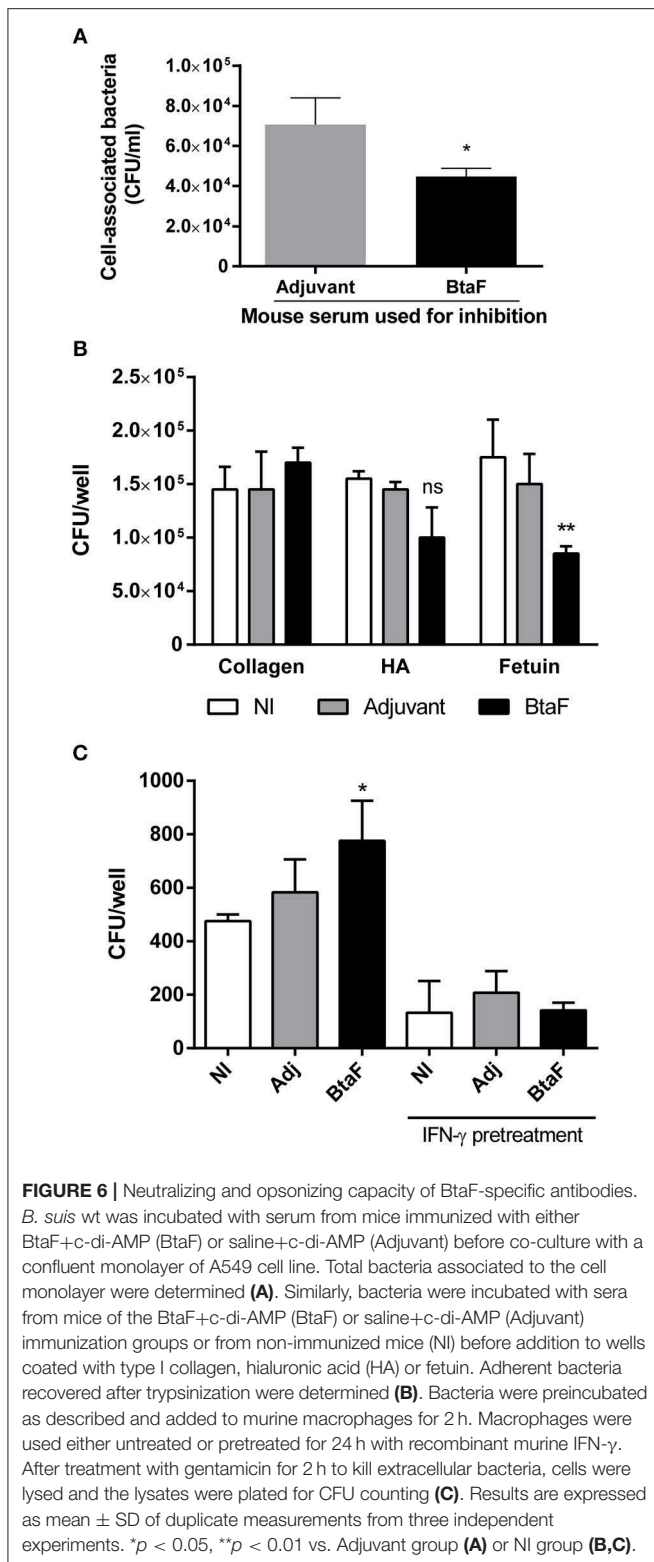 A
Cell-associated bacteria
(CFU/ml)
1.0×10⁵
8.0×10⁴
6.0×10⁴
4.0×10⁴
2.0×10⁴
0
*
Adjuvant BtaF
Mouse serum used for inhibition
B
CFU/well
2.5×10⁵
2.0×10⁵
1.5×10⁵
1.0×10⁵
5.0×10⁴
0
ns
**
Collagen HA Fetuin
NI Adjuvant BtaF
C
CFU/well
1000
800
600
400
200
0
*
NI Adj BtaF NI Adj BtaF
IFN-γ pretreatment
FIGURE 6 | Neutralizing and opsonizing capacity of BtaF-specific antibodies.
B. suis wt was incubated with serum from mice immunized with either
BtaF+c-di-AMP (BtaF) or saline+c-di-AMP (Adjuvant) before co-culture with a
confluent monolayer of A549 cell line. Total bacteria associated to the cell
monolayer were determined (A). Similarly, bacteria were incubated with sera
from mice of the BtaF+c-di-AMP (BtaF) or saline+c-di-AMP (Adjuvant)
immunization groups or from non-immunized mice (NI) before addition to wells
coated with type I collagen, hialuronic acid (HA) or fetuin. Adherent bacteria
recovered after trypsinization were determined (B). Bacteria were preincubated
as described and added to murine macrophages for 2 h. Macrophages were
used either untreated or pretreated for 24 h with recombinant murine IFN-γ.
After treatment with gentamicin for 2 h to kill extracellular bacteria, cells were
lysed and the lysates were plated for CFU counting (C). Results are expressed
as mean ± SD of duplicate measurements from three independent
experiments. *p < 0.05, **p < 0.01 vs. Adjuvant group (A) or NI group (B,C).